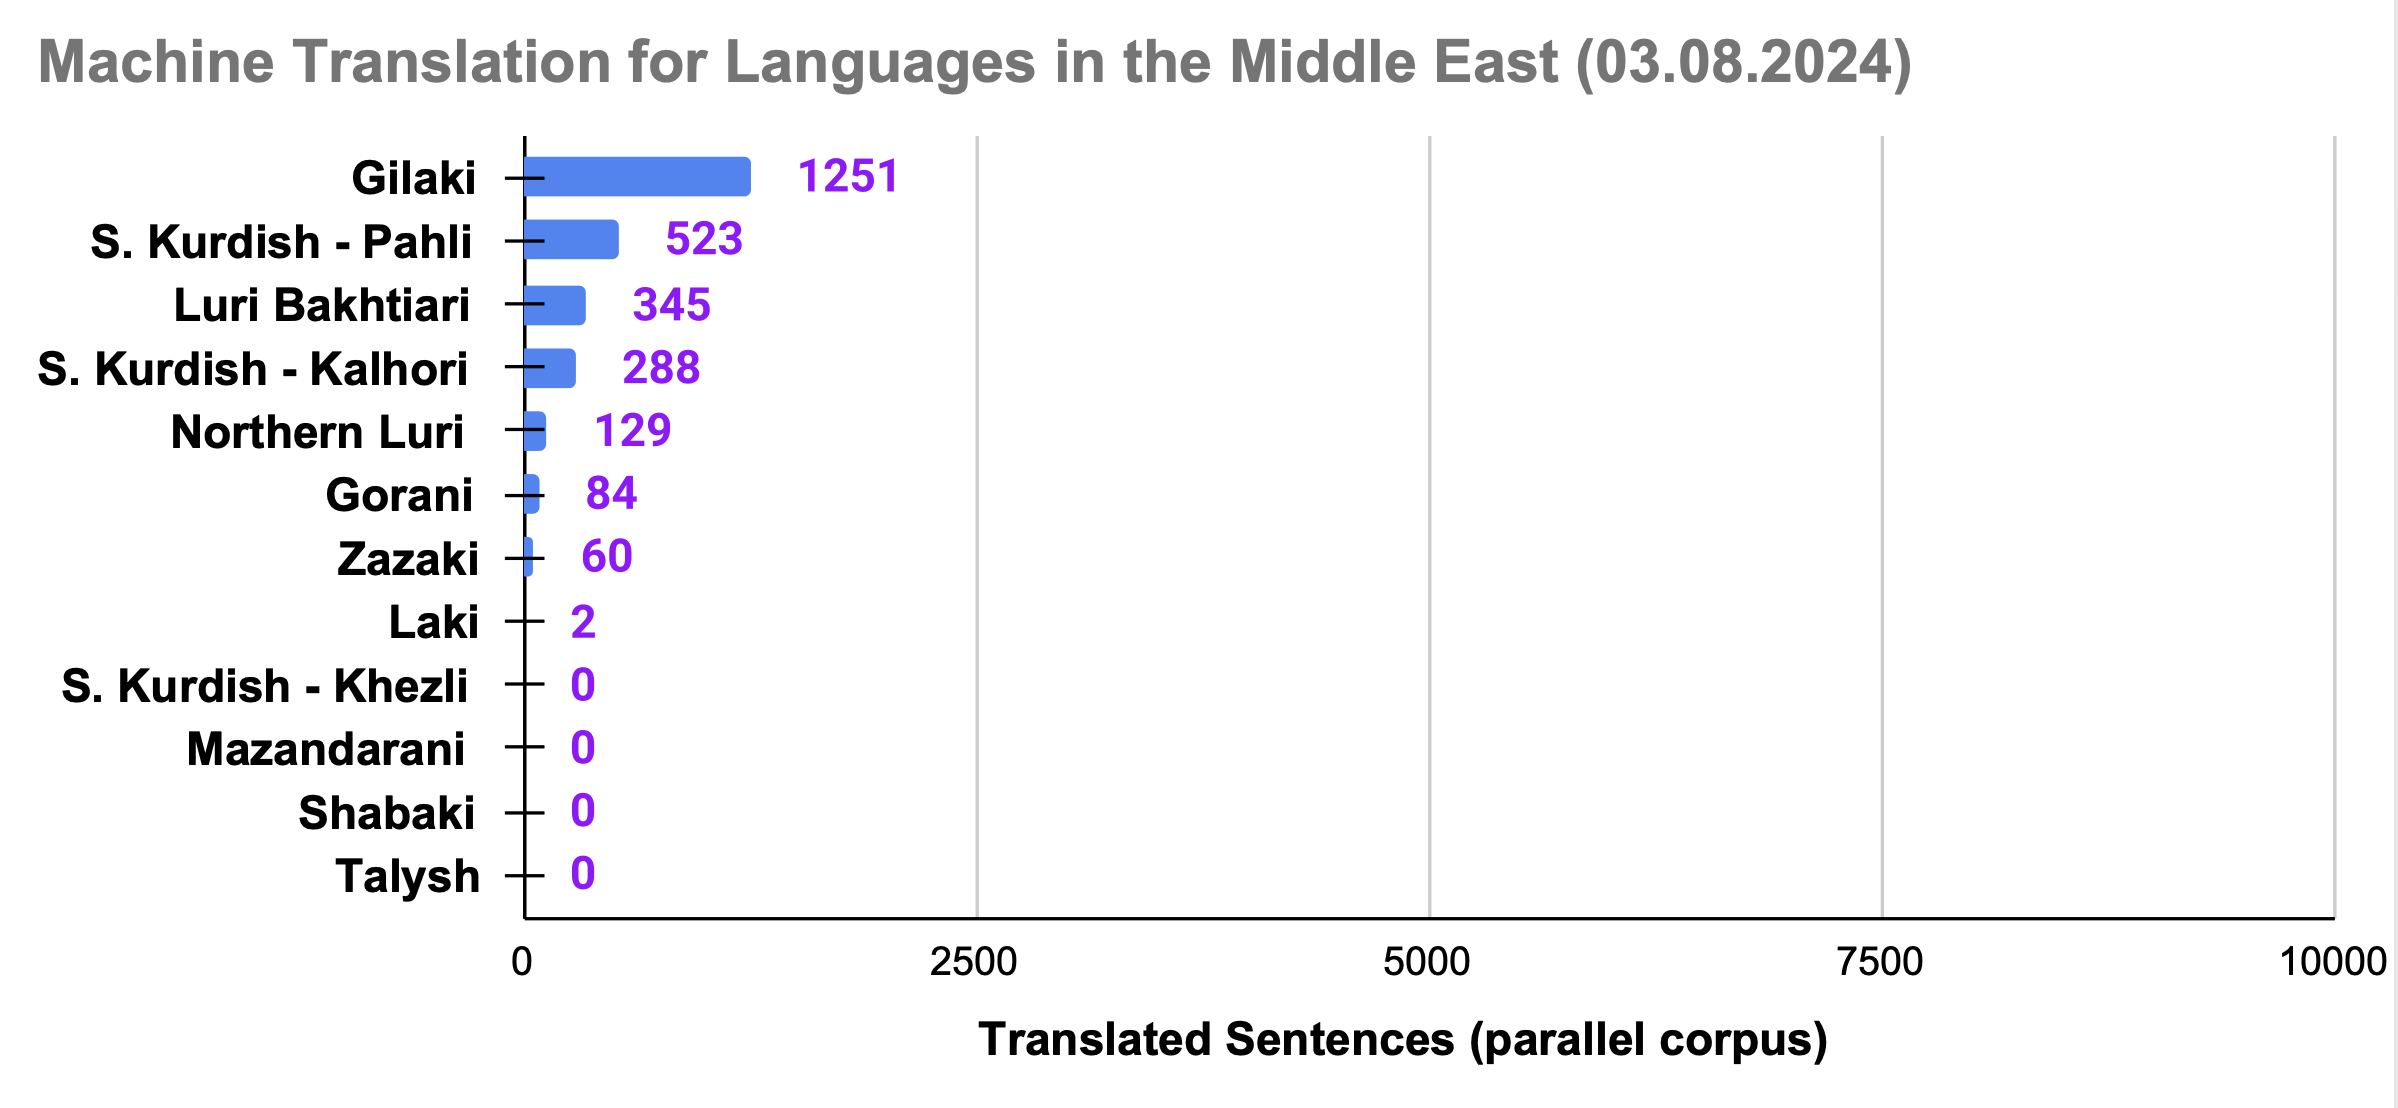 Machine Translation for Languages in the Middle East (03.08.2024)
Gilaki 1251
S. Kurdish - Pahli 523
Luri Bakhtiari 345
S. Kurdish - Kalhori 288
Northern Luri 129
Gorani 84
Zazaki 60
Laki 2
S. Kurdish - Khezli 0
Mazandarani 0
Shabaki 0
Talysh 0
0 2500 5000 7500 10000
Translated Sentences (parallel corpus)